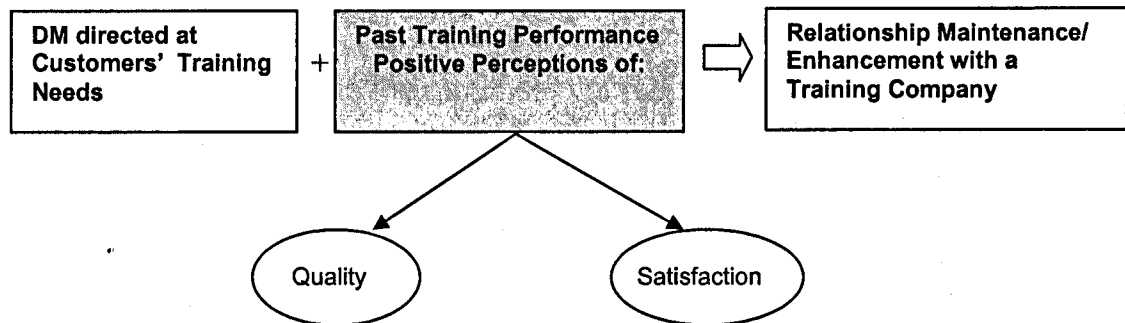 DM directed at
Customers' Training
Needs
+
Past Training Performance
Positive Perceptions of:
Relationship Maintenance/
Enhancement with a
Training Company
Quality
Satisfaction